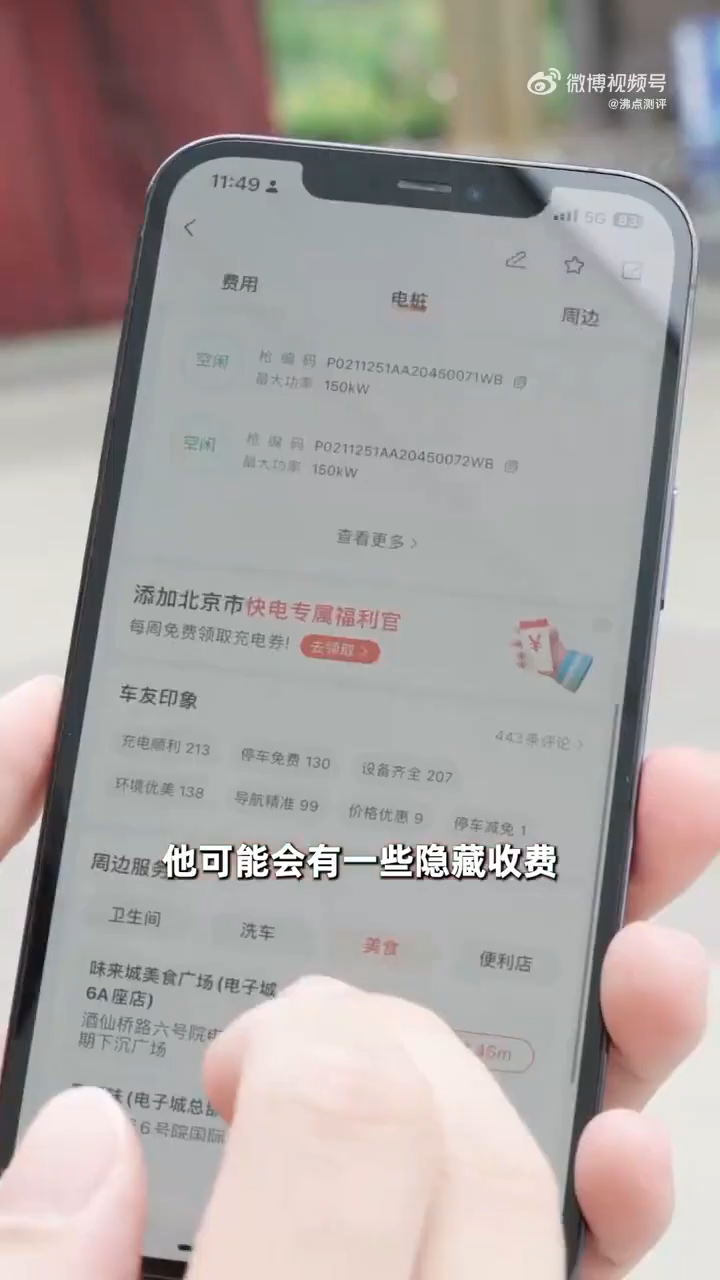 微博视频号
@沸点测评
11:49
5G 83
费用
电桩
周边
空闲
枪编码 P0211251AA20450071WB
最大功率 150kW
空闲
枪编码 P0211251AA20450072WB
最大功率 150kW
查看更多 >
添加北京市快电专属福利官
每周免费领取充电券! 去领取 >
¥
车友印象
443条评论 >
充电顺利 213
停车免费 130
设备齐全 207
环境优美 138
导航精准 99
价格优惠 9
停车减免 1
周边服务
他可能会有一些隐藏收费
卫生间
洗车
美食
便利店
味来城美食广场(电子城
6A座店)
酒仙桥路六号院
期下沉广场
46m
味(电子城总部
6号院国际